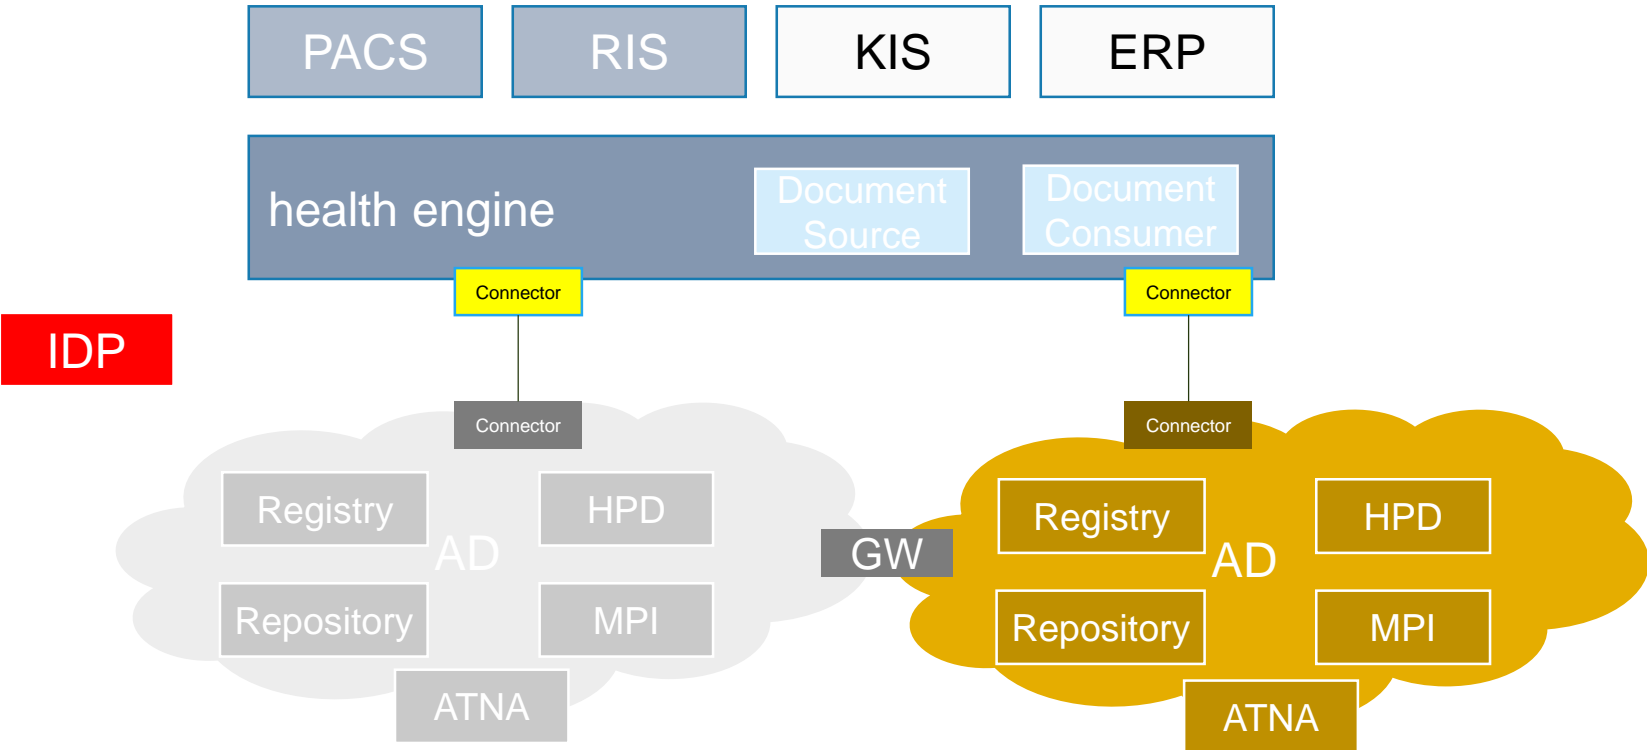 PACS
RIS
KIS
ERP
health engine
Document
Source
Document
Consumer
Connector
Connector
IDP
Connector
Connector
Registry
HPD
AD
Repository
MPI
ATNA
GW
Registry
HPD
AD
Repository
MPI
ATNA